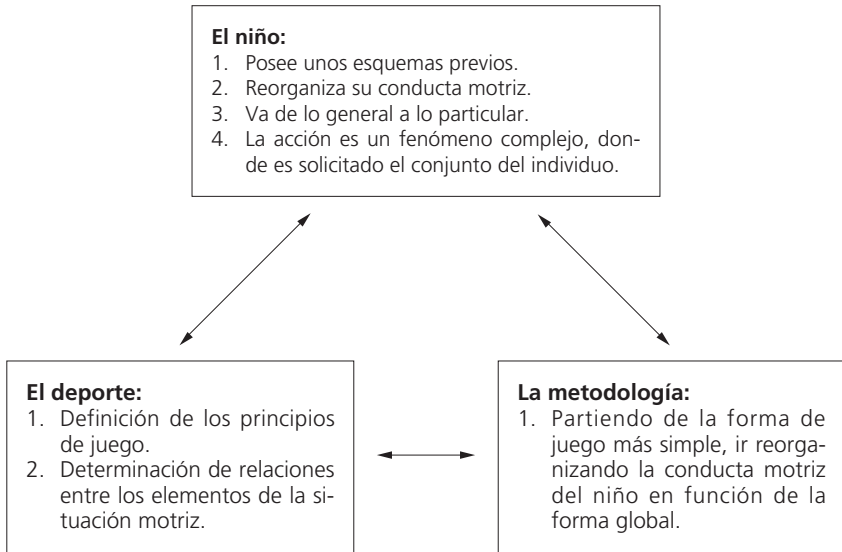 El niño:
1. Posee unos esquemas previos.
2. Reorganiza su conducta motriz.
3. Va de lo general a lo particular.
4. La acción es un fenómeno complejo, don-
de es solicitado el conjunto del individuo.
El deporte:
1. Definición de los principios
de juego.
2. Determinación de relaciones
entre los elementos de la si-
tuación motriz.
La metodología:
1. Partiendo de la forma de
juego más simple, ir reorga-
nizando la conducta motriz
del niño en función de la
forma global.